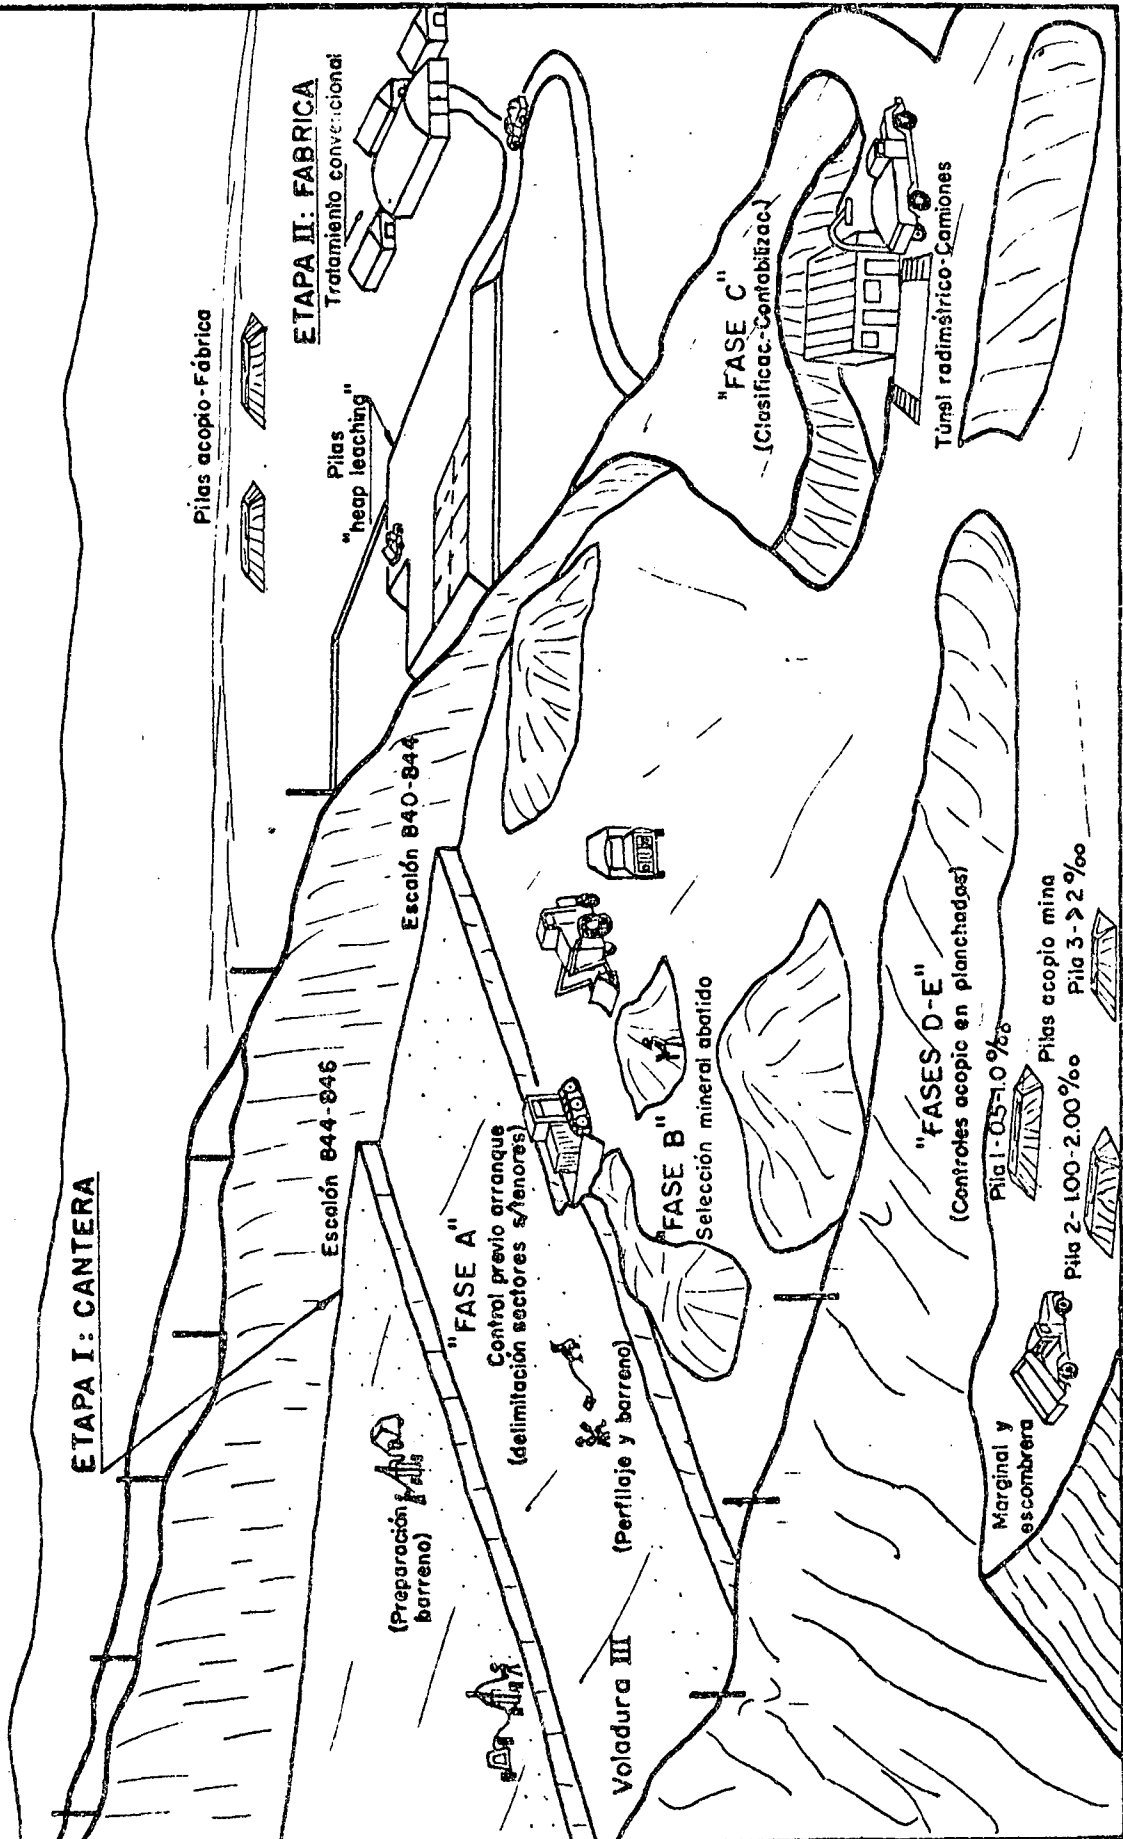 ETAPA I: CANTERA
Pilas acopio-Fábrica
ETAPA II: FABRICA
Tratamiento convencional
Pilas
"heap leaching"
Escalón 844-846
Escalón 840-844
(Preparación
barreno)
"FASE A"
Control previo arranque
(delimitación sectores s/tenores)
(Perfilaje y barreno)
Voladura III
"FASE B"
Selección mineral abatido
"FASE C"
(Clasificac.-Contabilizac.)
Túnel radimétrico-Camiones
"FASES D-E"
(Controles acopic en planchadas)
Pila 1-0.5-1.0‰
Pilas acopio mina
Pila 2- 1.00-2.00‰
Pila 3->2‰
Marginal y
escombrera